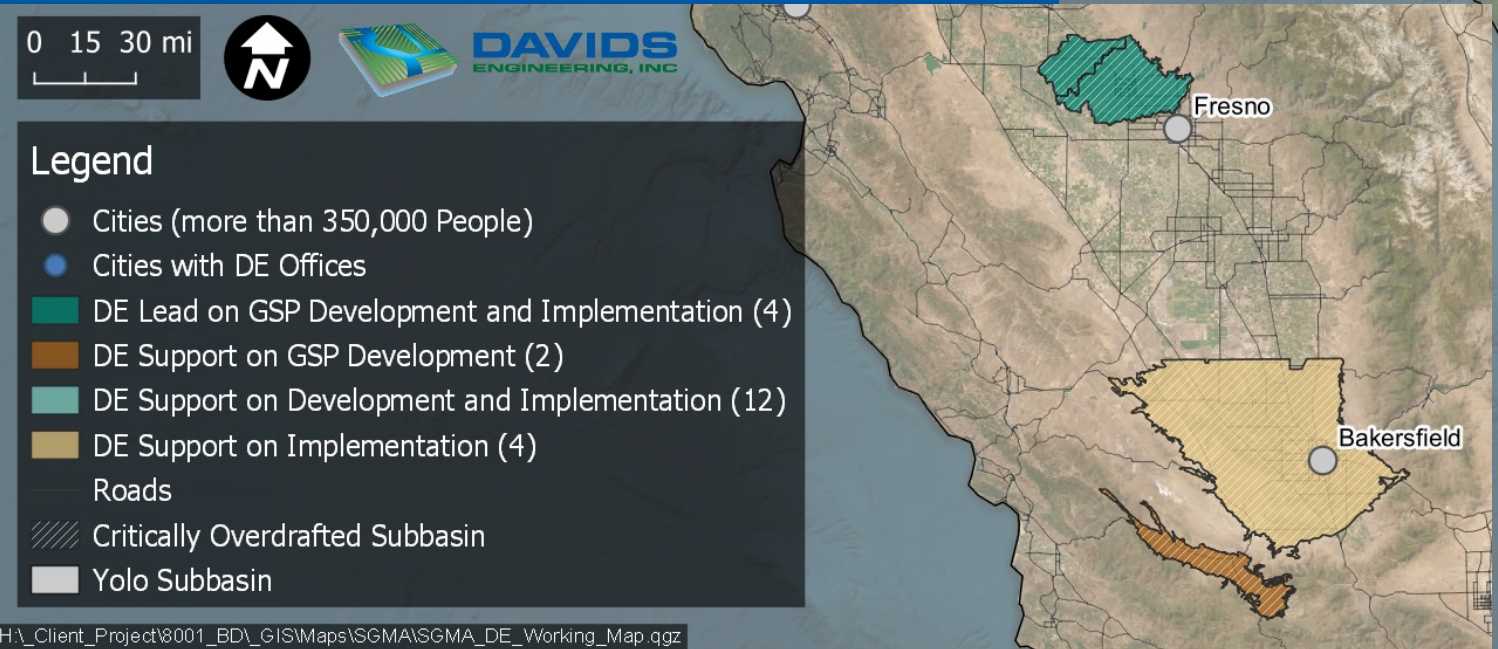 0 15 30 mi
N
DAVIDS
ENGINEERING, INC
Fresno
Legend
Cities (more than 350,000 People)
Cities with DE Offices
DE Lead on GSP Development and Implementation (4)
DE Support on GSP Development (2)
DE Support on Development and Implementation (12)
DE Support on Implementation (4)
Bakersfield
Roads
Critically Overdrafted Subbasin
Yolo Subbasin
H:\_Client_Project\8001_BD\_GIS\Maps\SGMA\SGMA_DE_Working_Map.qgz